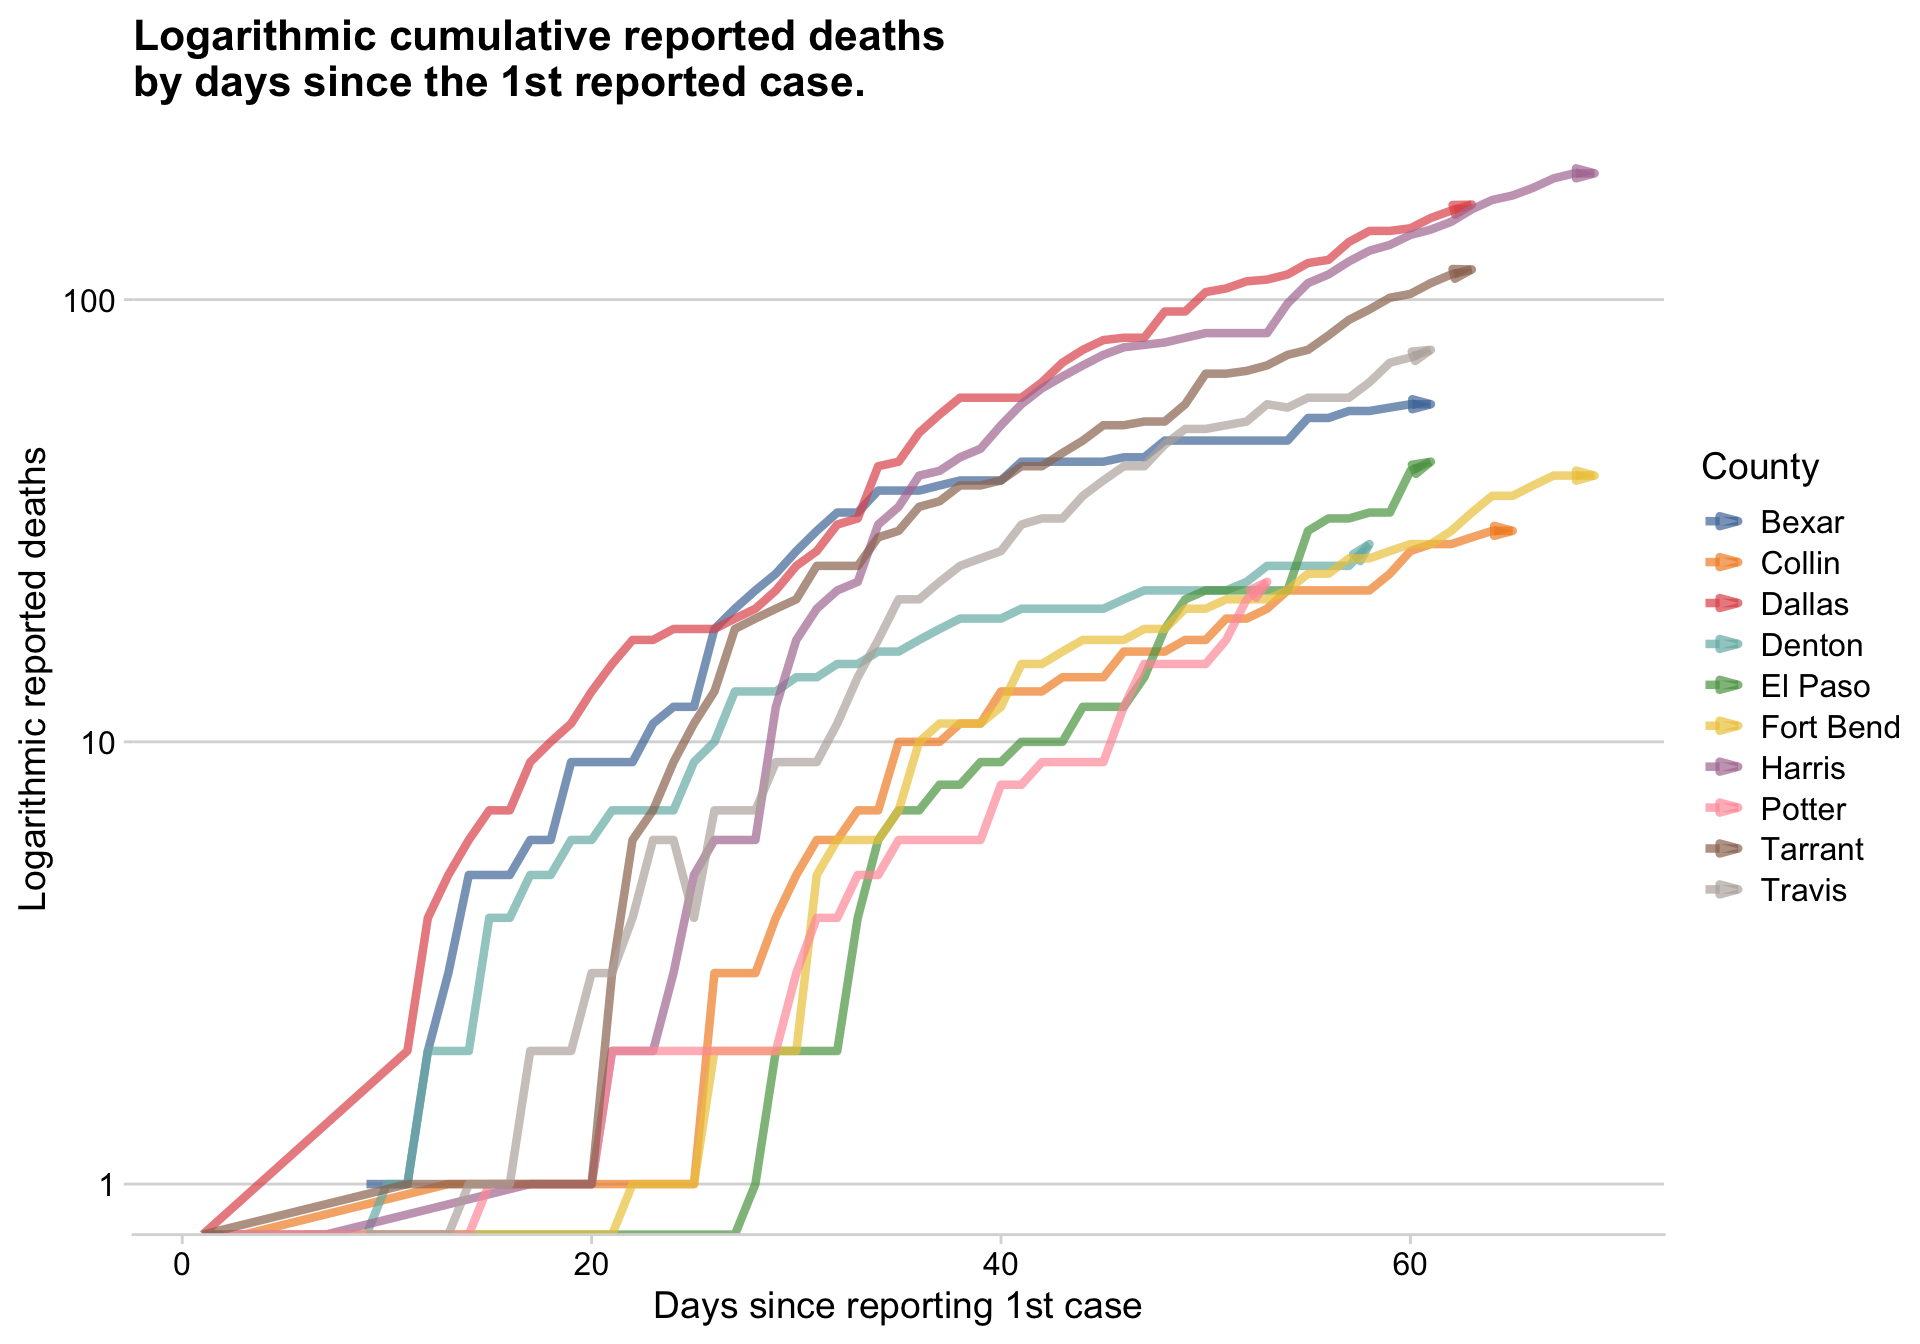 Logarithmic cumulative reported deaths
by days since the 1st reported case.
Logarithmic reported deaths
100
10
1
0
20
40
60
Days since reporting 1st case
County
Bexar
Collin
Dallas
Denton
El Paso
Fort Bend
Harris
Potter
Tarrant
Travis